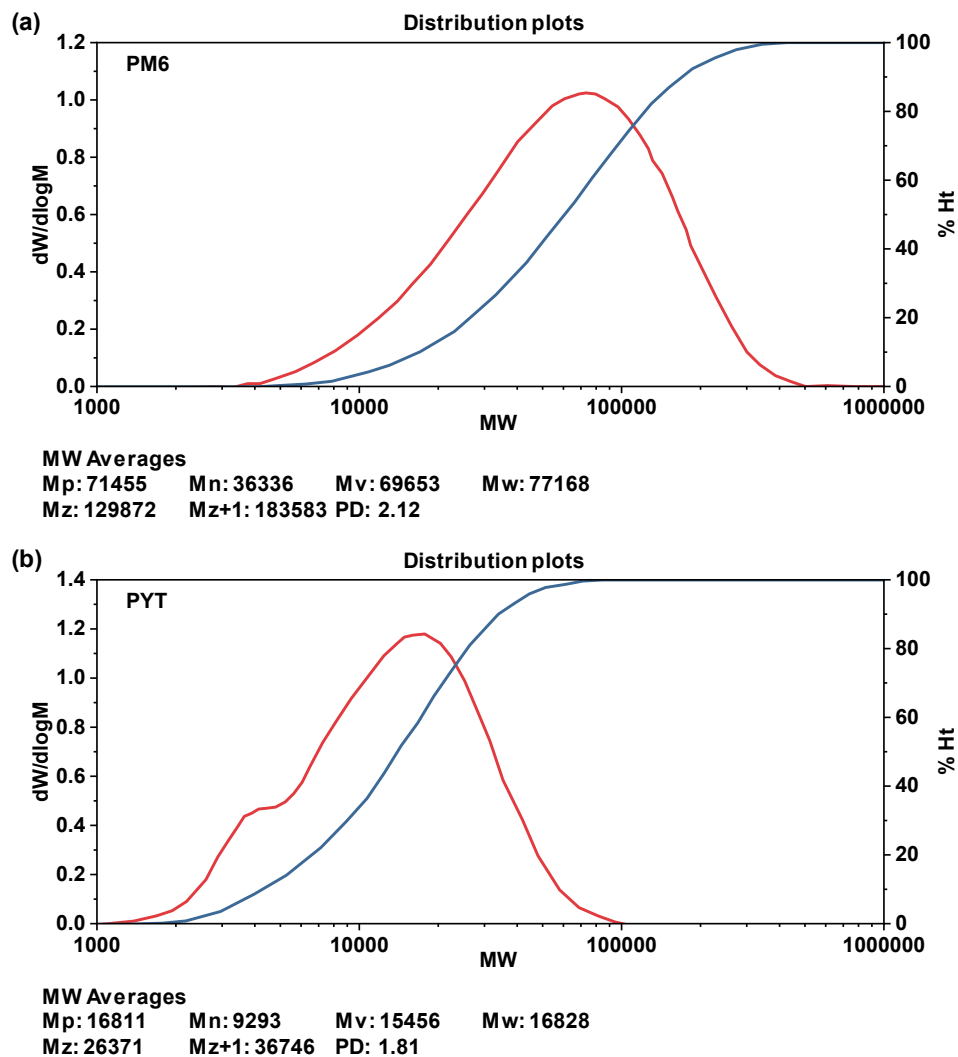 (a)
Distribution plots
PM6
1.2
1.0
0.8
0.6
0.4
0.2
0.0
dW/dlogM
100
80
60
40
20
0
% Ht
1000 10000 100000 1000000
MW
MW Averages
Mp: 71455 Mn: 36336 Mv: 69653 Mw: 77168
Mz: 129872 Mz+1: 183583 PD: 2.12
(b)
Distribution plots
PYT
1.4
1.2
1.0
0.8
0.6
0.4
0.2
0.0
dW/dlogM
100
80
60
40
20
0
% Ht
1000 10000 100000 1000000
MW
MW Averages
Mp: 16811 Mn: 9293 Mv: 15456 Mw: 16828
Mz: 26371 Mz+1: 36746 PD: 1.81